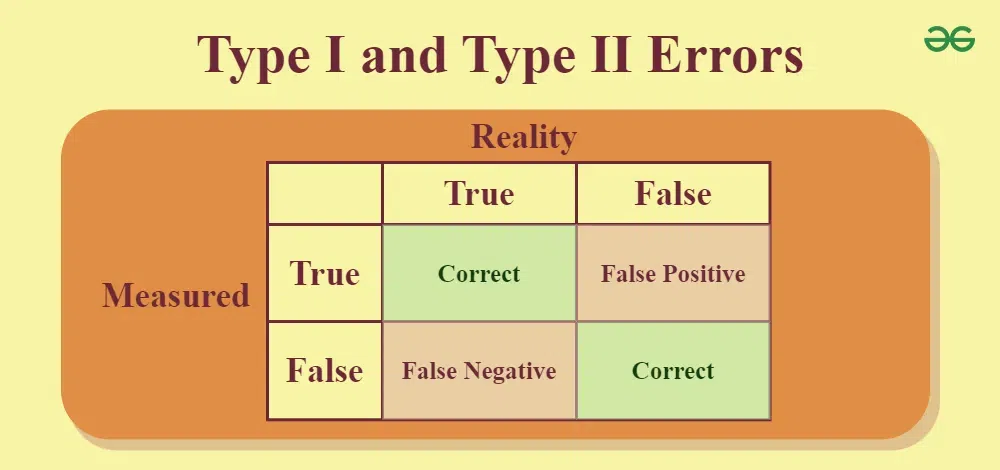 Type I and Type II Errors
Reality
True False
True Correct False Positive
Measured
False False Negative Correct